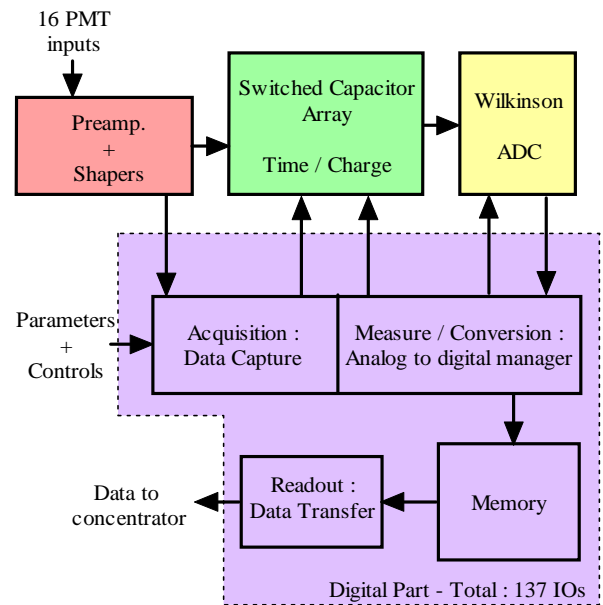 16 PMT
inputs
Preamp.
+
Shapers
Switched Capacitor
Array
Time / Charge
Wilkinson
ADC
Parameters
+
Controls
Acquisition :
Data Capture
Measure / Conversion :
Analog to digital manager
Data to
concentrator
Readout :
Data Transfer
Memory
Digital Part - Total : 137 IOs